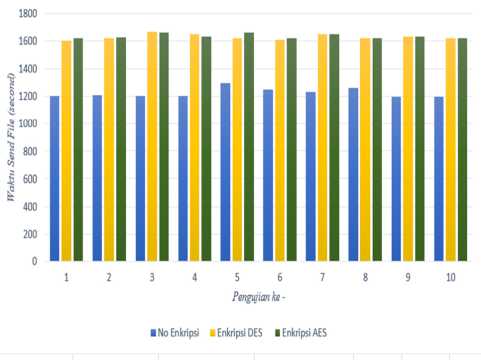 1800
1600
1400
1200
1000
800
600
400
200
0
Waktu Send File (second)
1 2 3 4 5 6 7 8 9 10
Pengujian ke -
No Enkripsi Enkripsi DES Enkripsi AES